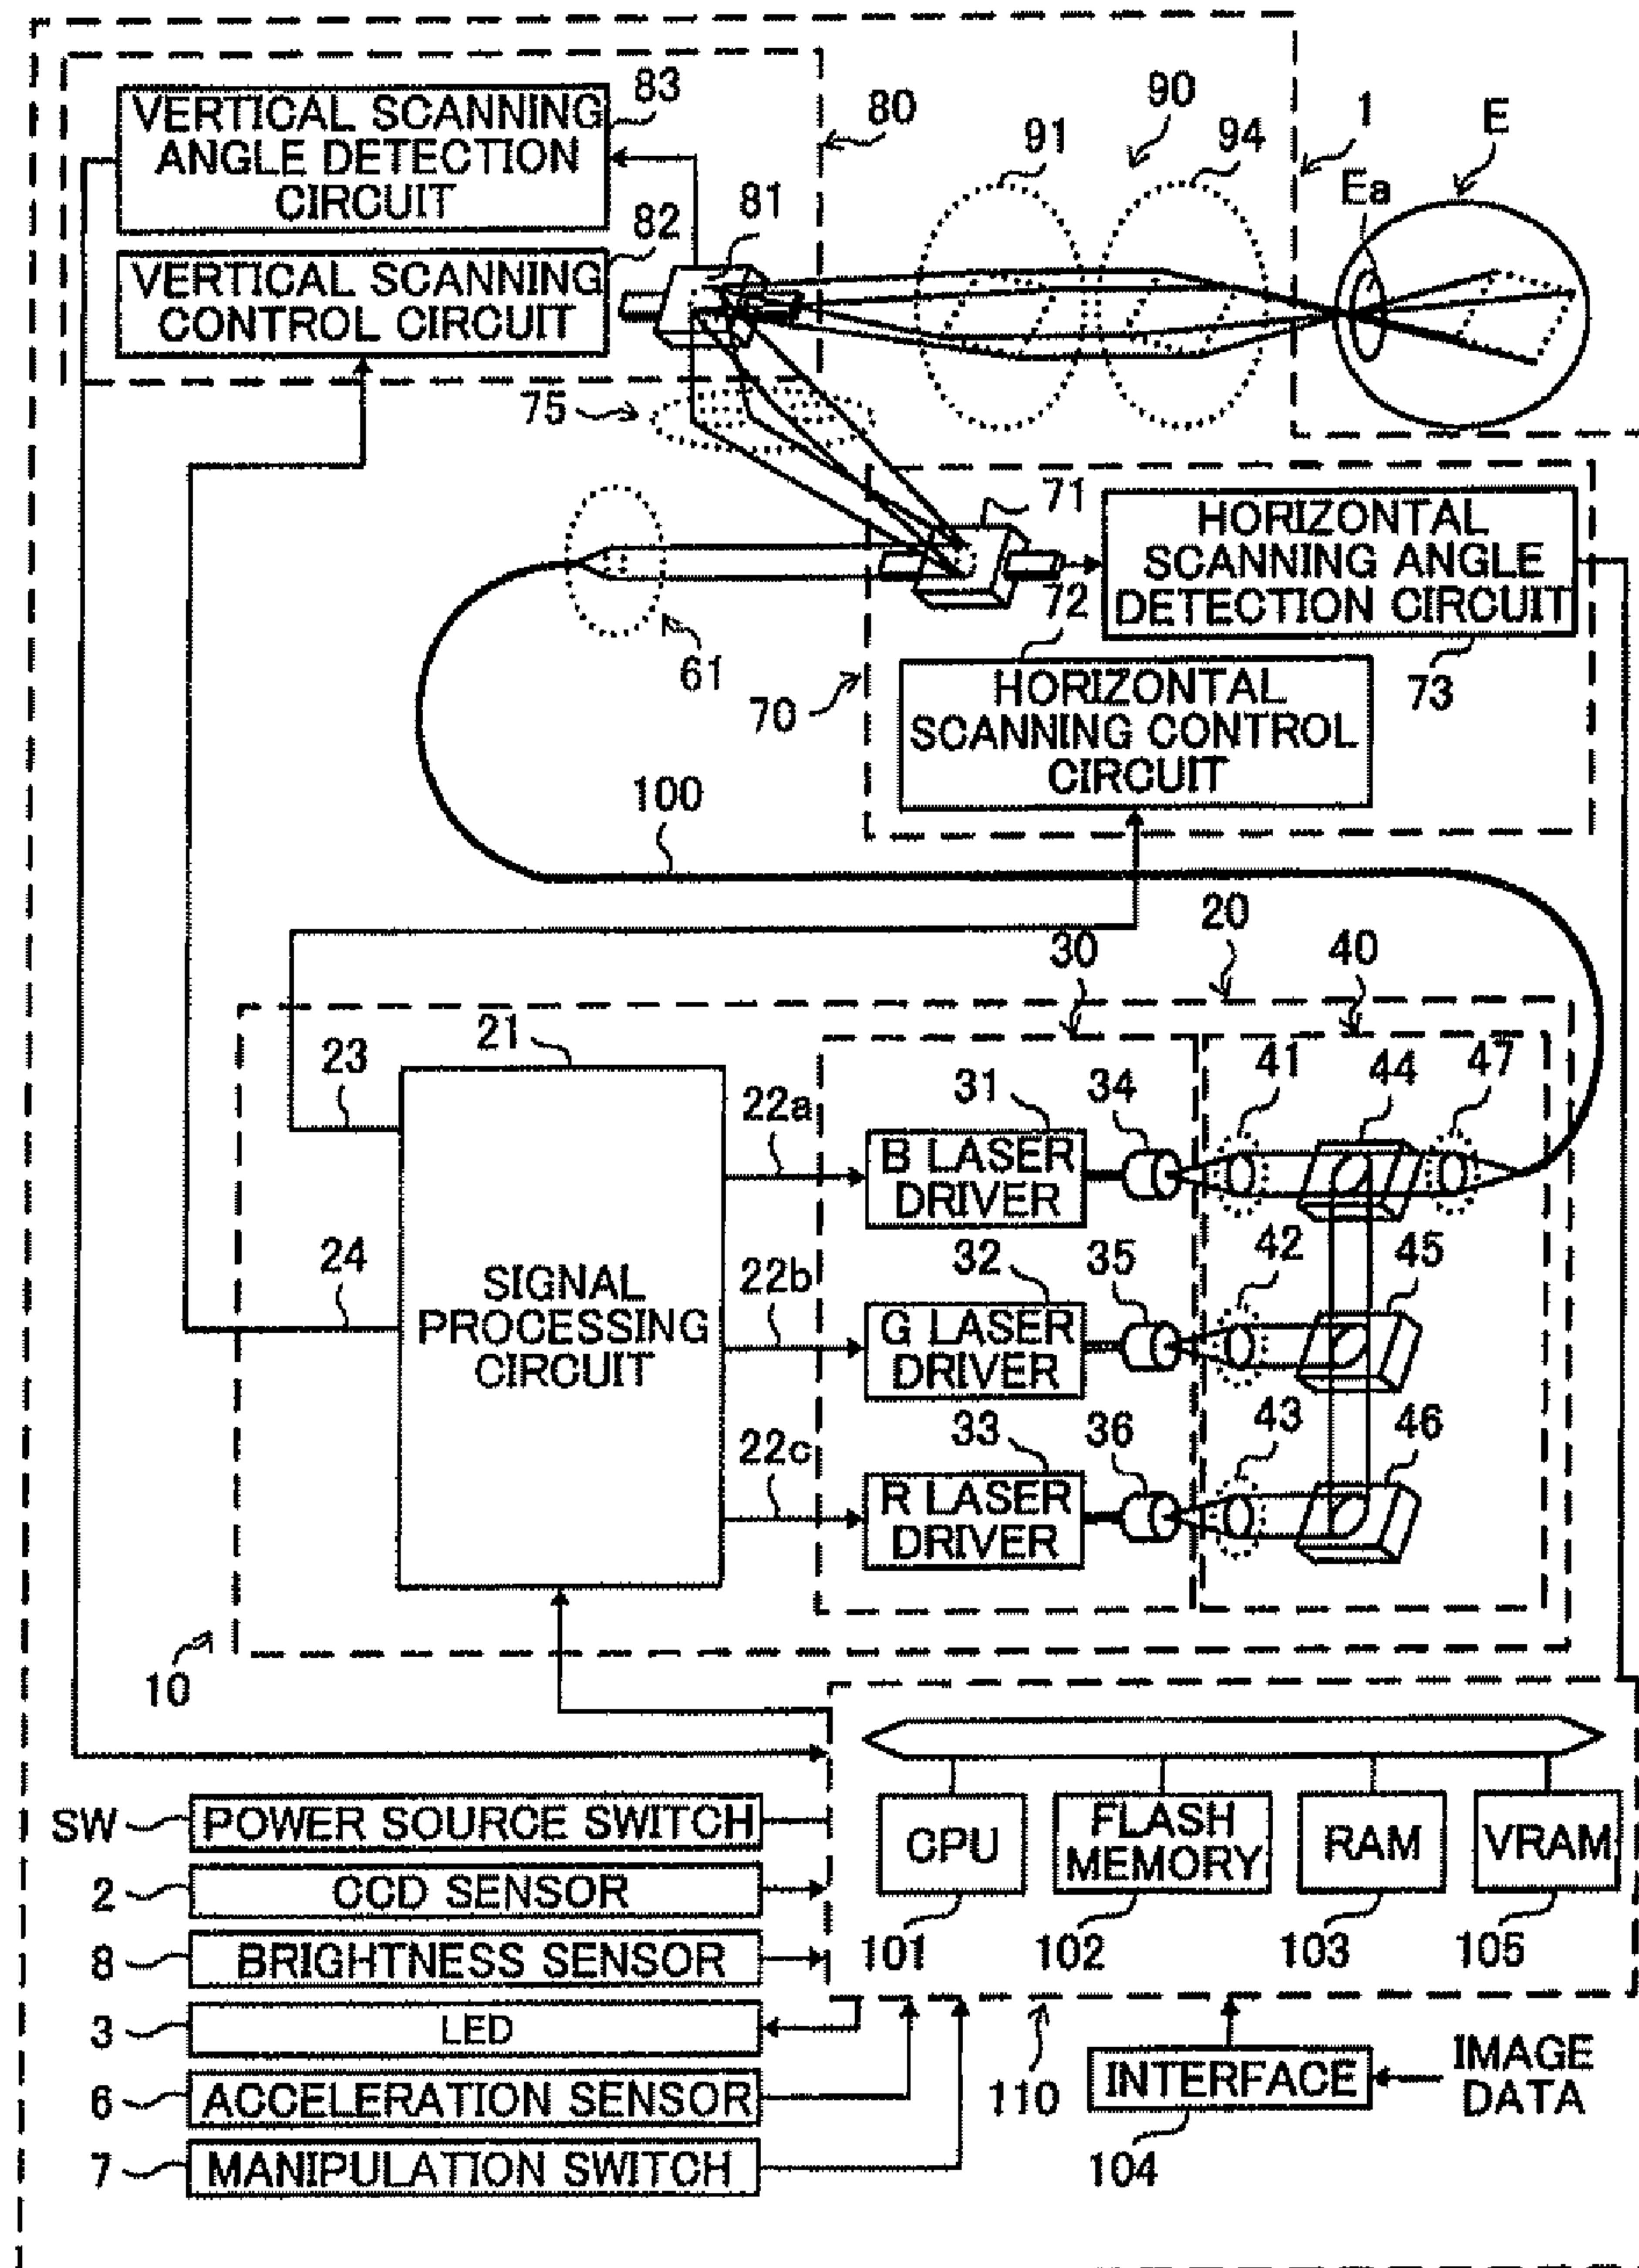 83
VERTICAL SCANNING
ANGLE DETECTION
CIRCUIT
80
90
91
94
1
E
Ea
82
81
VERTICAL SCANNING
CONTROL CIRCUIT
75
71
HORIZONTAL
SCANNING ANGLE
DETECTION CIRCUIT
72
61
73
70
HORIZONTAL
SCANNING CONTROL
CIRCUIT
100
20
30
40
23
21
22a
31
34
41
44
47
B LASER
DRIVER
24
22b
32
35
42
45
SIGNAL
PROCESSING
CIRCUIT
G LASER
DRIVER
22c
33
36
43
46
R LASER
DRIVER
10
SW
POWER SOURCE SWITCH
CPU
FLASH
MEMORY
RAM
VRAM
2
CCD SENSOR
101
102
103
105
8
BRIGHTNESS SENSOR
3
LED
6
ACCELERATION SENSOR
110
INTERFACE
IMAGE
DATA
7
MANIPULATION SWITCH
104